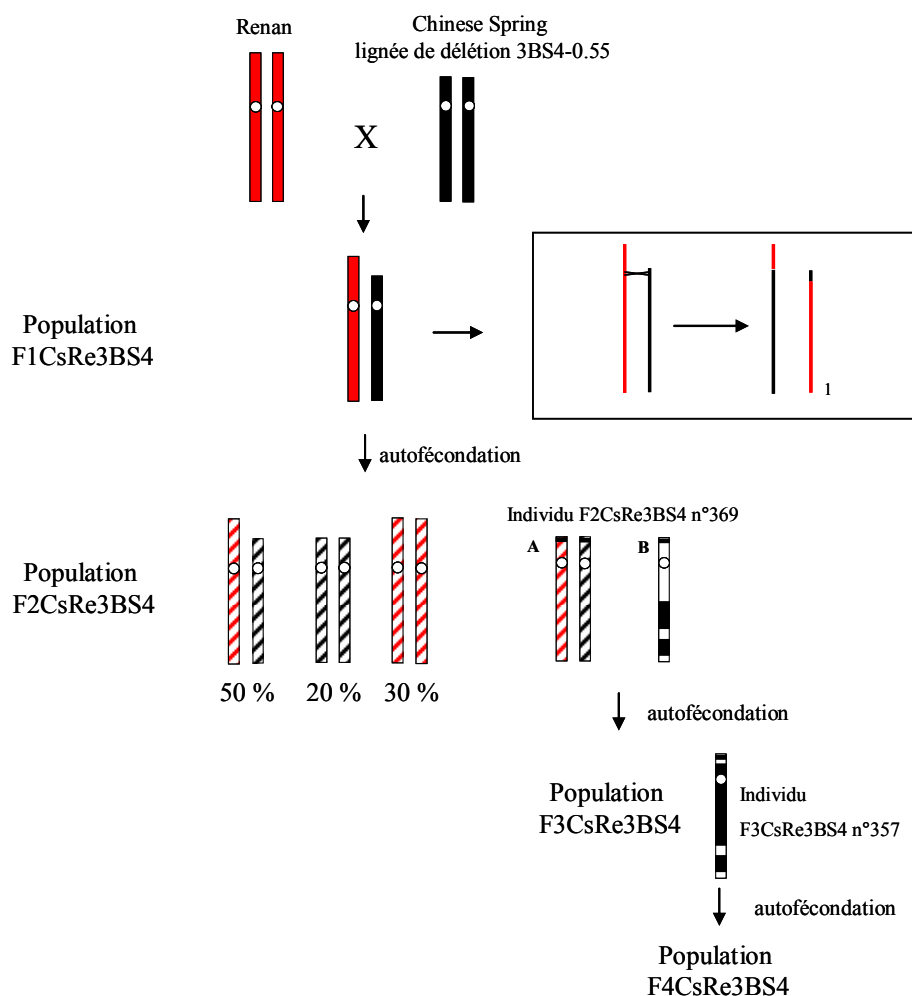 Renan
Chinese Spring
lignée de délétion 3BS4-0.55
X
Population
F1CsRe3BS4
1
autofécondation
Individu F2CsRe3BS4 n°369
A
B
Population
F2CsRe3BS4
50 %
20 %
30 %
autofécondation
Population
F3CsRe3BS4
Individu
F3CsRe3BS4 n°357
autofécondation
Population
F4CsRe3BS4